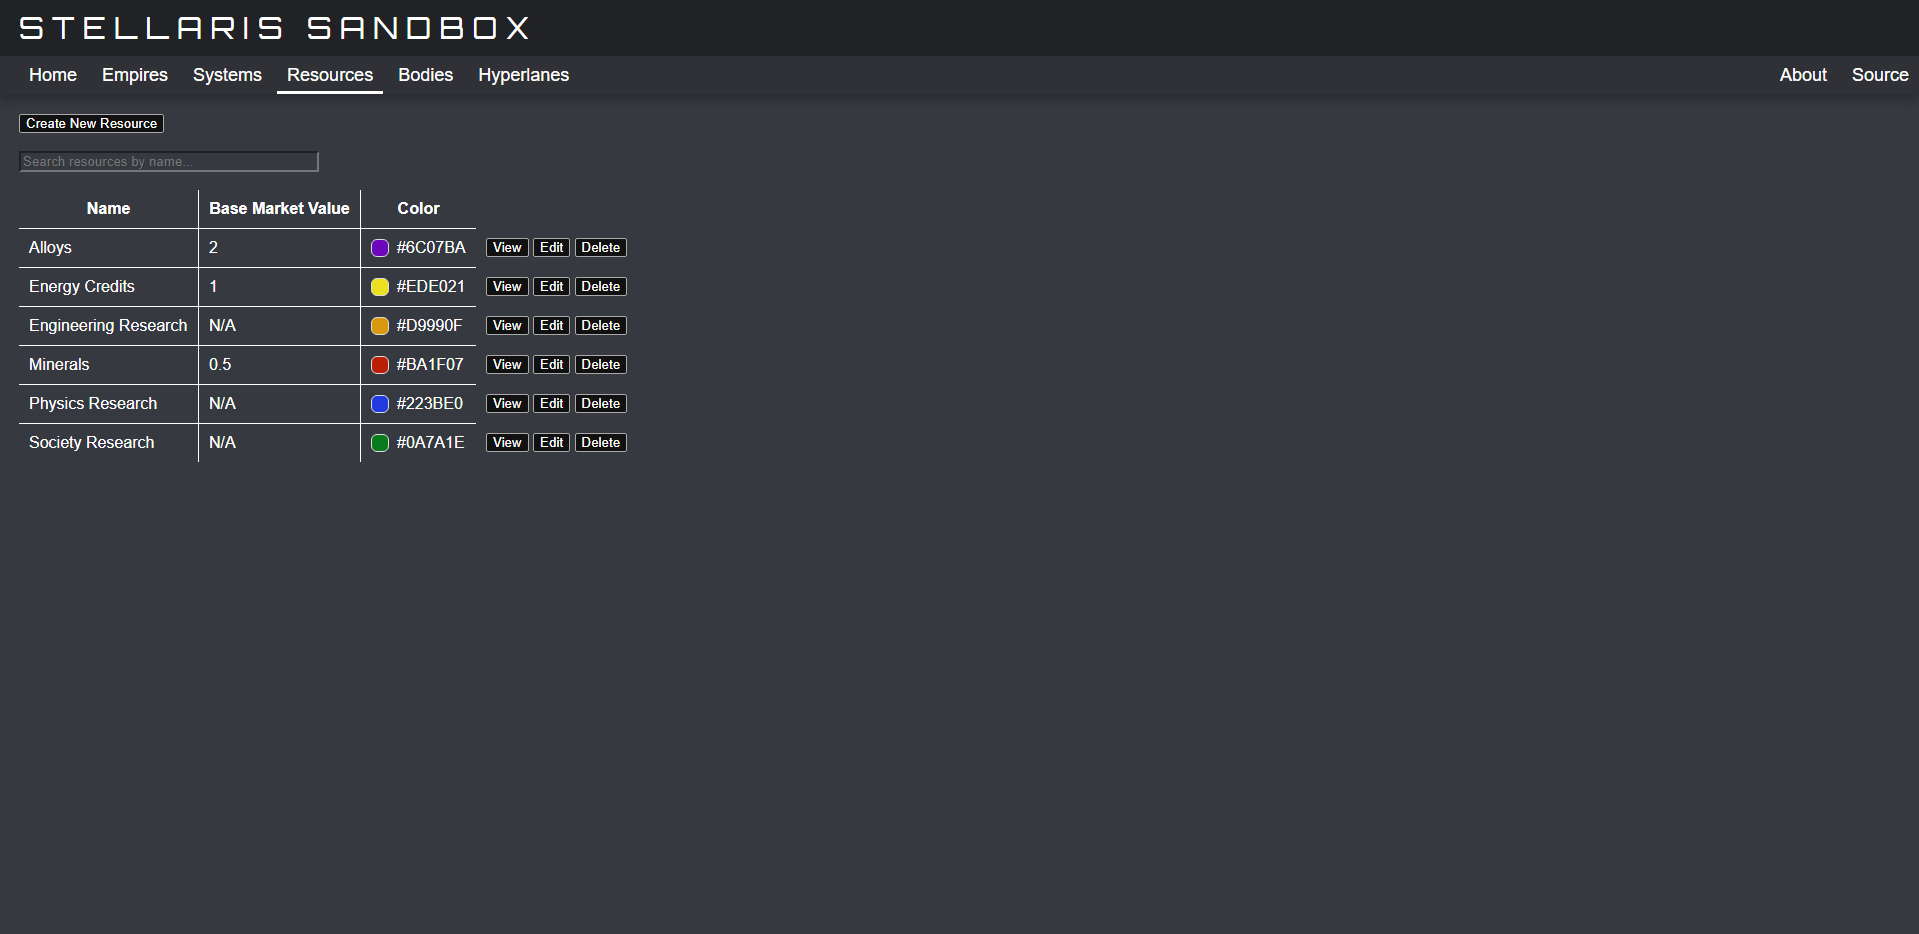 STELLARIS SANDBOX
Home Empires Systems Resources Bodies Hyperlanes About Source
Create New Resource
Search resources by name...
Name Base Market Value Color
Alloys 2 #6C07BA View Edit Delete
Energy Credits 1 #EDE021 View Edit Delete
Engineering Research N/A #D9990F View Edit Delete
Minerals 0.5 #BA1F07 View Edit Delete
Physics Research N/A #223BE0 View Edit Delete
Society Research N/A #0A7A1E View Edit Delete